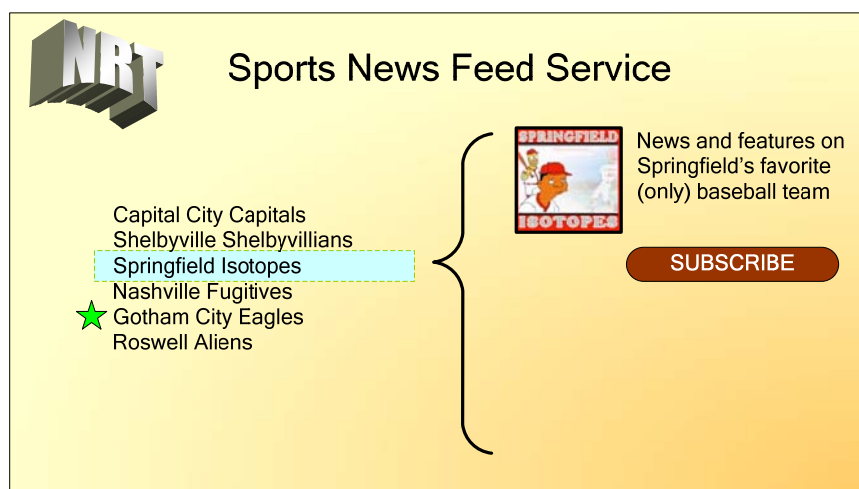 NRT
Sports News Feed Service
Capital City Capitals
Shelbyville Shelbyvillians
Springfield Isotopes
Nashville Fugitives
Gotham City Eagles
Roswell Aliens
SPRINGFIELD
ISOTOPES
News and features on
Springfield's favorite
(only) baseball team
SUBSCRIBE